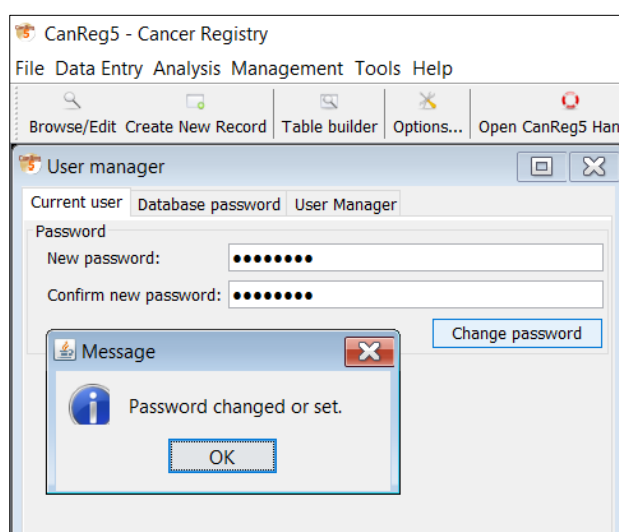 CanReg5 - Cancer Registry
File Data Entry Analysis Management Tools Help
Browse/Edit Create New Record Table builder Options... Open CanReg5 Han
User manager
Current user Database password User Manager
Password
New password: ●●●●●●●●
Confirm new password: ●●●●●●●●
Change password
Message
Password changed or set.
OK